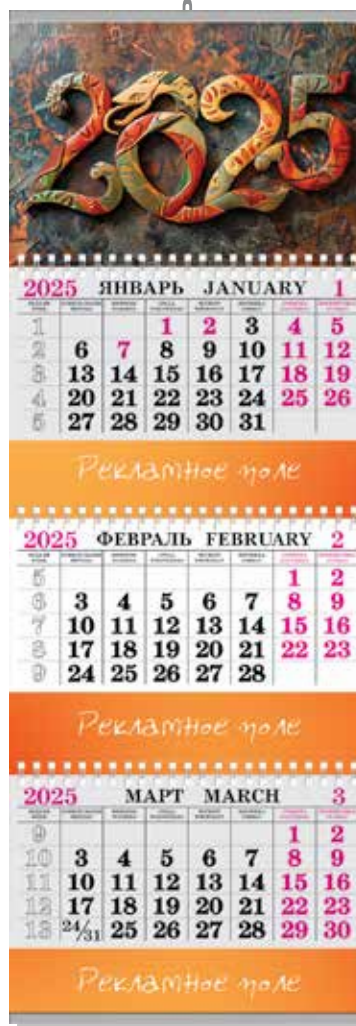 2025
2025 ЯНВАРЬ JANUARY 1
1 1 2 3 4 5
2 6 7 8 9 10 11 12
3 13 14 15 16 17 18 19
4 20 21 22 23 24 25 26
5 27 28 29 30 31
Рекламное поле
2025 ФЕВРАЛЬ FEBRUARY 2
5 1 2
6 3 4 5 6 7 8 9
7 10 11 12 13 14 15 16
8 17 18 19 20 21 22 23
9 24 25 26 27 28
Рекламное поле
2025 МАРТ MARCH 3
9 1 2
10 3 4 5 6 7 8 9
11 10 11 12 13 14 15 16
12 17 18 19 20 21 22 23
13 24/31 25 26 27 28 29 30
Рекламное поле